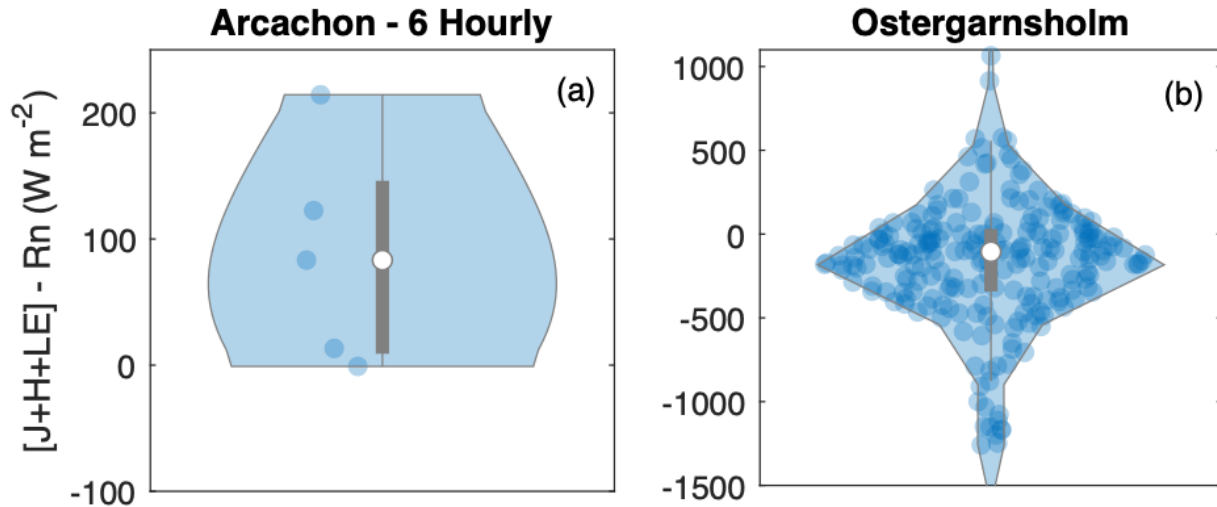 Arcachon - 6 Hourly
Ostergarnsholm
[J+H+LE] - Rn (W m⁻²)
(a)
200
100
0
-100
(b)
1000
500
0
-500
-1000
-1500